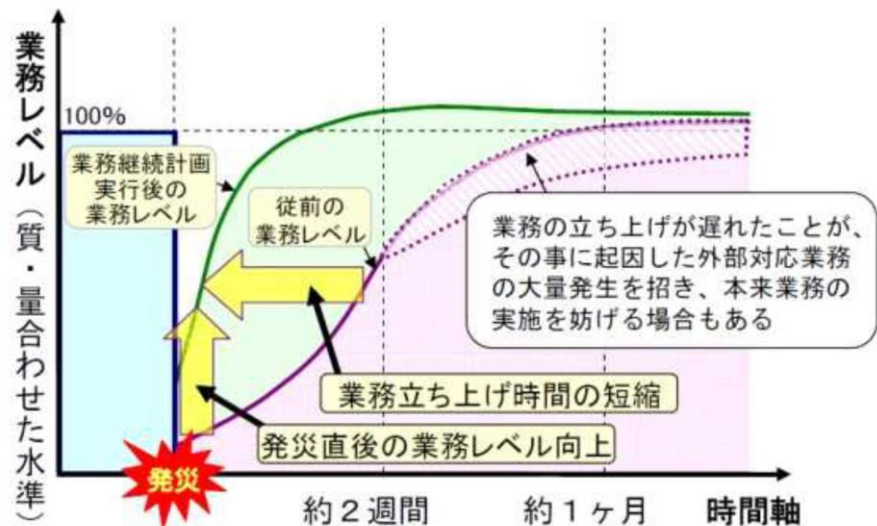 業務レベル（質・量合わせた水準）
100%
業務継続計画
実行後の
業務レベル
従前の
業務レベル
業務の立ち上げが遅れたことが、
その事に起因した外部対応業務
の大量発生を招き、本来業務の
実施を妨げる場合もある
業務立ち上げ時間の短縮
発災直後の業務レベル向上
発災
約２週間
約１ヶ月
時間軸